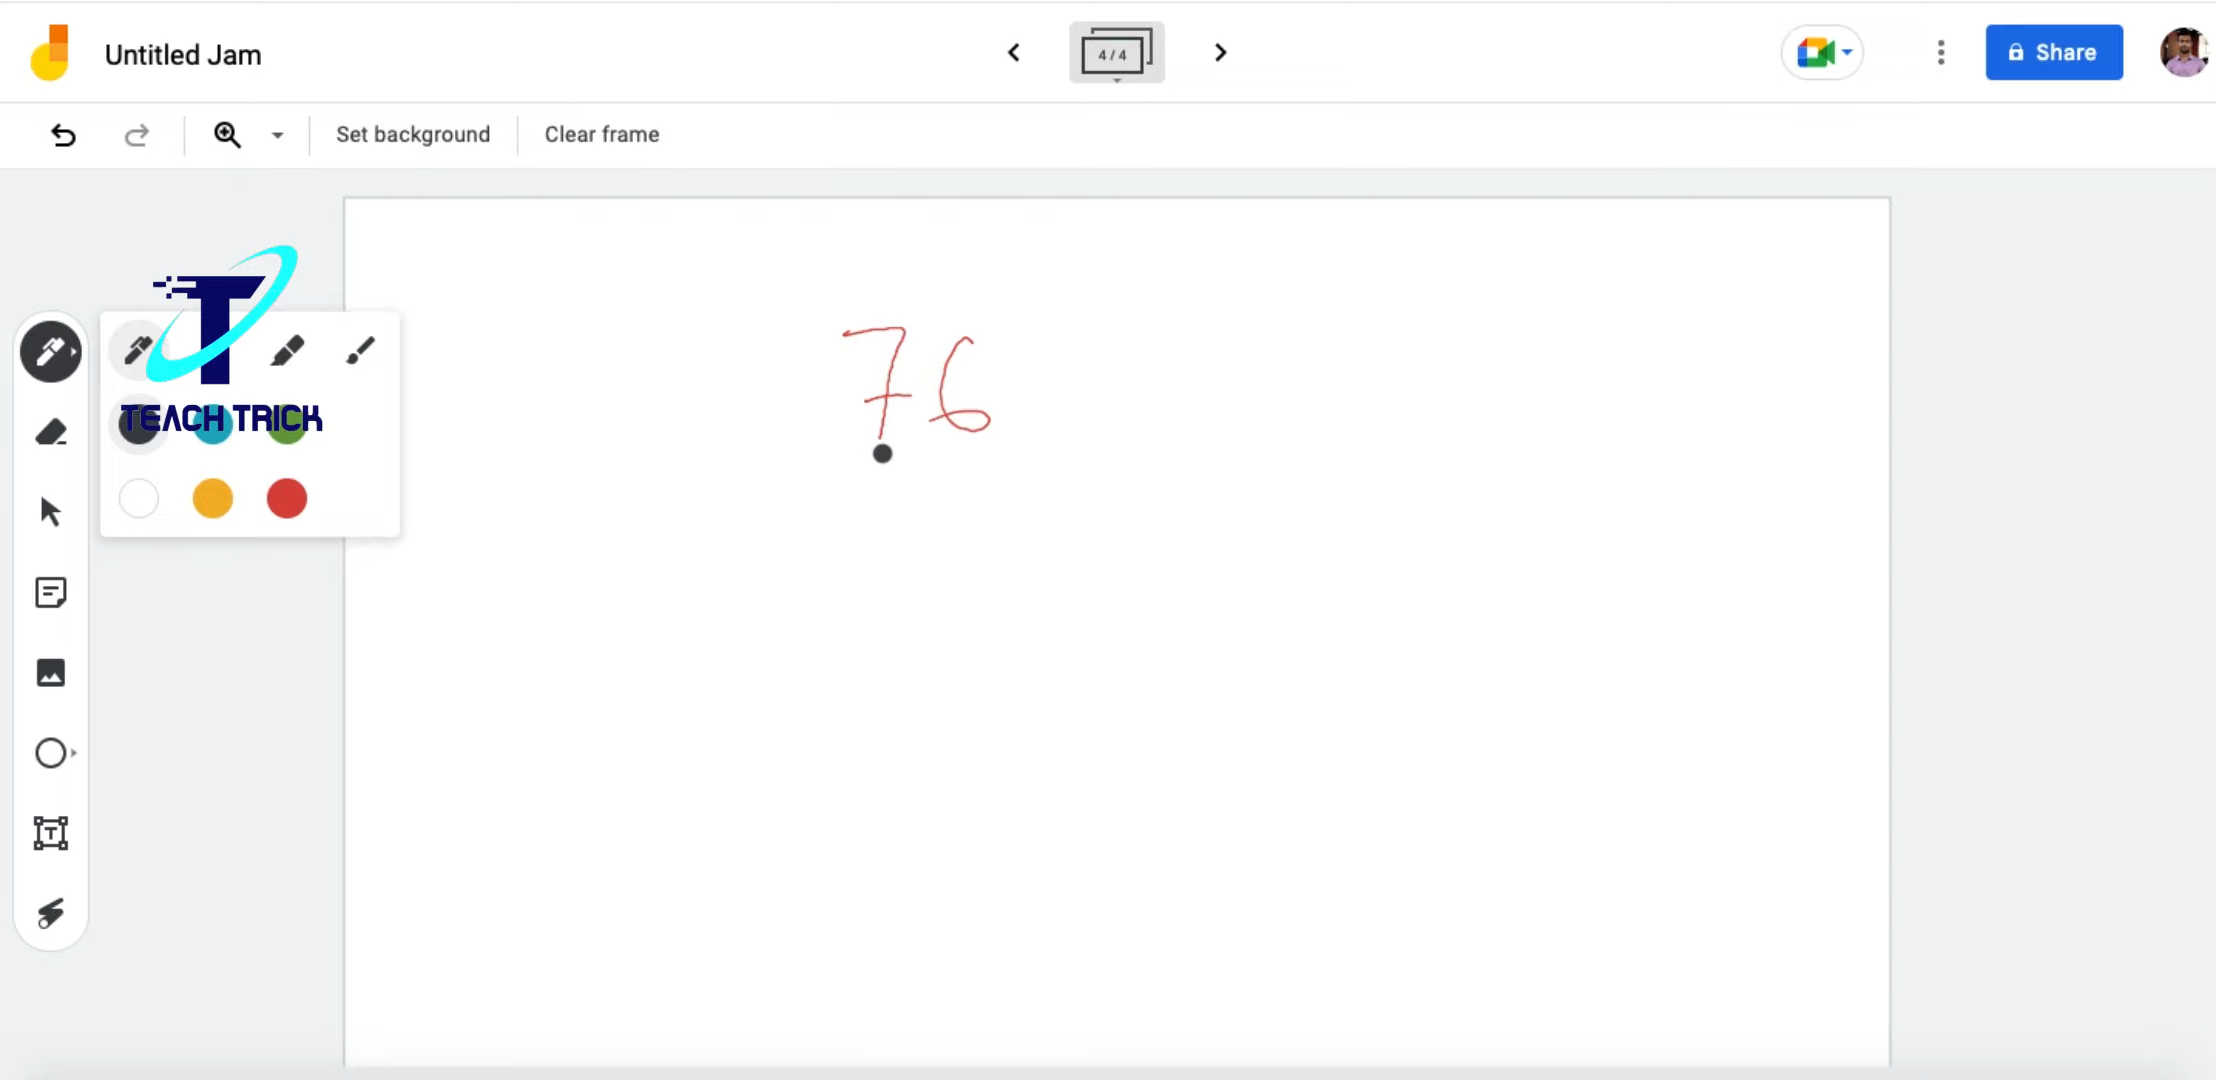 Untitled Jam
4 / 4
Share
Set background
Clear frame
TEACH TRICK
76